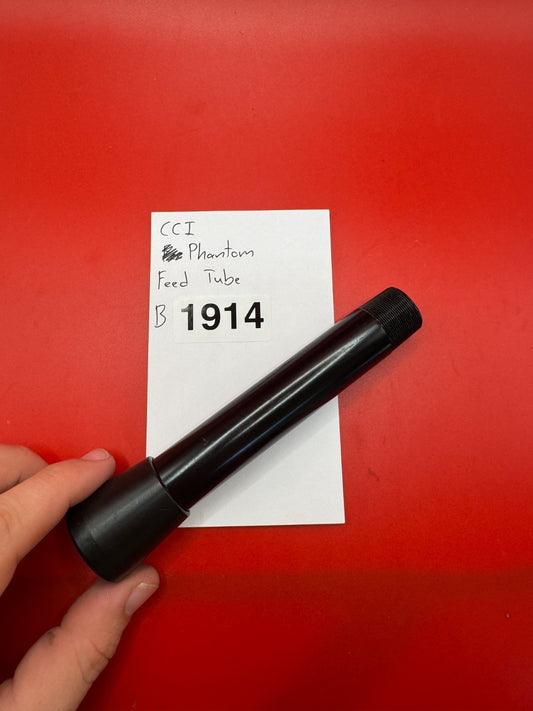 CCI
Phantom
Feed Tube
B 1914